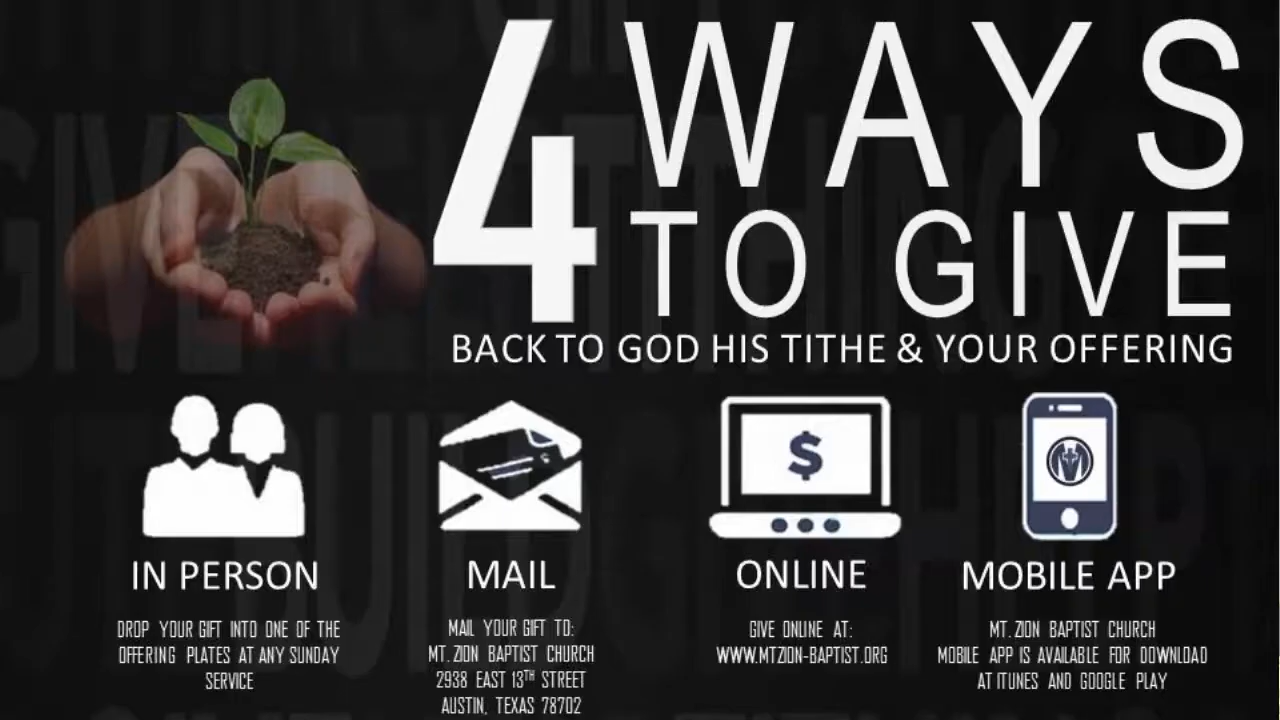 4 WAYS
TO GIVE
BACK TO GOD HIS TITHE & YOUR OFFERING
IN PERSON
DROP YOUR GIFT INTO ONE OF THE
OFFERING PLATES AT ANY SUNDAY
SERVICE
MAIL
MAIL YOUR GIFT TO:
MT. ZION BAPTIST CHURCH
2938 EAST 13TH STREET
AUSTIN, TEXAS 78702
$
ONLINE
GIVE ONLINE AT:
WWW.MTZION-BAPTIST.ORG
MOBILE APP
MT. ZION BAPTIST CHURCH
MOBILE APP IS AVAILABLE FOR DOWNLOAD
AT ITUNES AND GOOGLE PLAY